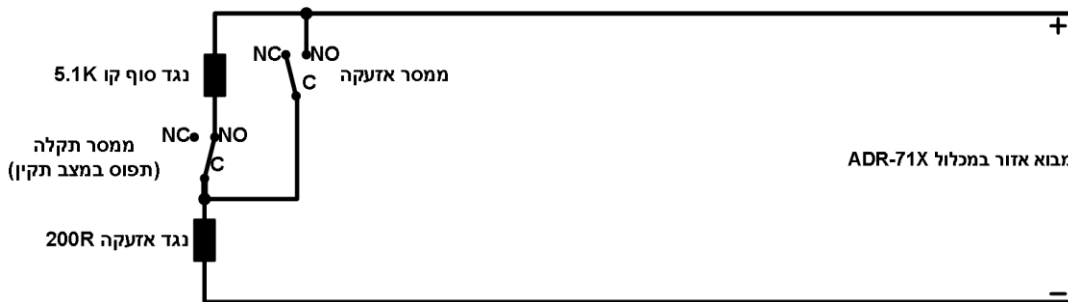 +
NC
NO
C
ממסר אזעקה
נגד סוף קו 5.1K
NC
NO
C
ממסר תקלה
(תפוס במצב תקין)
מבוא אזור במכלול ADR-71X
נגד אזעקה 200R
−